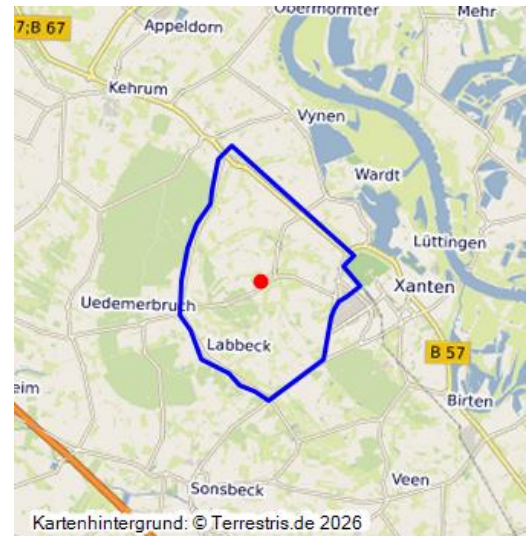 Obermörmter
Mehr
7;B 67
Appeldorn
Kehrum
Vynen
Wardt
Lüttingen
Xanten
Uedemerbruch
Labbeck
B 57
eim
Birten
Veen
Sonsbeck
Kartenhintergrund: © Terrestris.de 2026